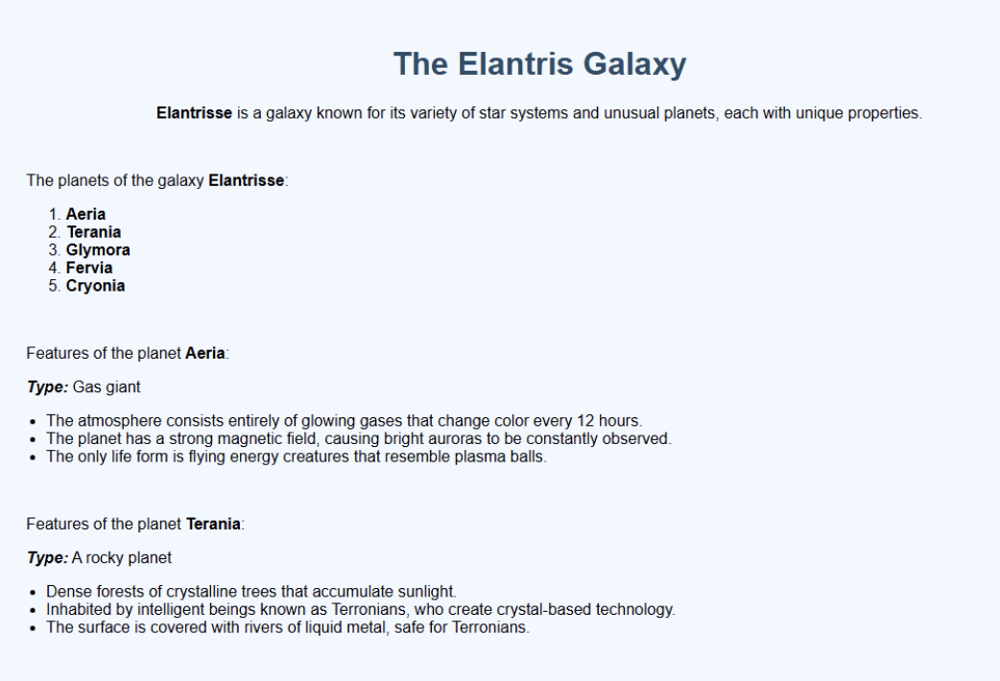 The Elantris Galaxy
Elantrisse is a galaxy known for its variety of star systems and unusual planets, each with unique properties.
The planets of the galaxy Elantrisse:
1. Aeria
2. Terania
3. Glymora
4. Fervia
5. Cryonia
Features of the planet Aeria:
Type: Gas giant
• The atmosphere consists entirely of glowing gases that change color every 12 hours.
• The planet has a strong magnetic field, causing bright auroras to be constantly observed.
• The only life form is flying energy creatures that resemble plasma balls.
Features of the planet Terania:
Type: A rocky planet
• Dense forests of crystalline trees that accumulate sunlight.
• Inhabited by intelligent beings known as Terronians, who create crystal-based technology.
• The surface is covered with rivers of liquid metal, safe for Terronians.